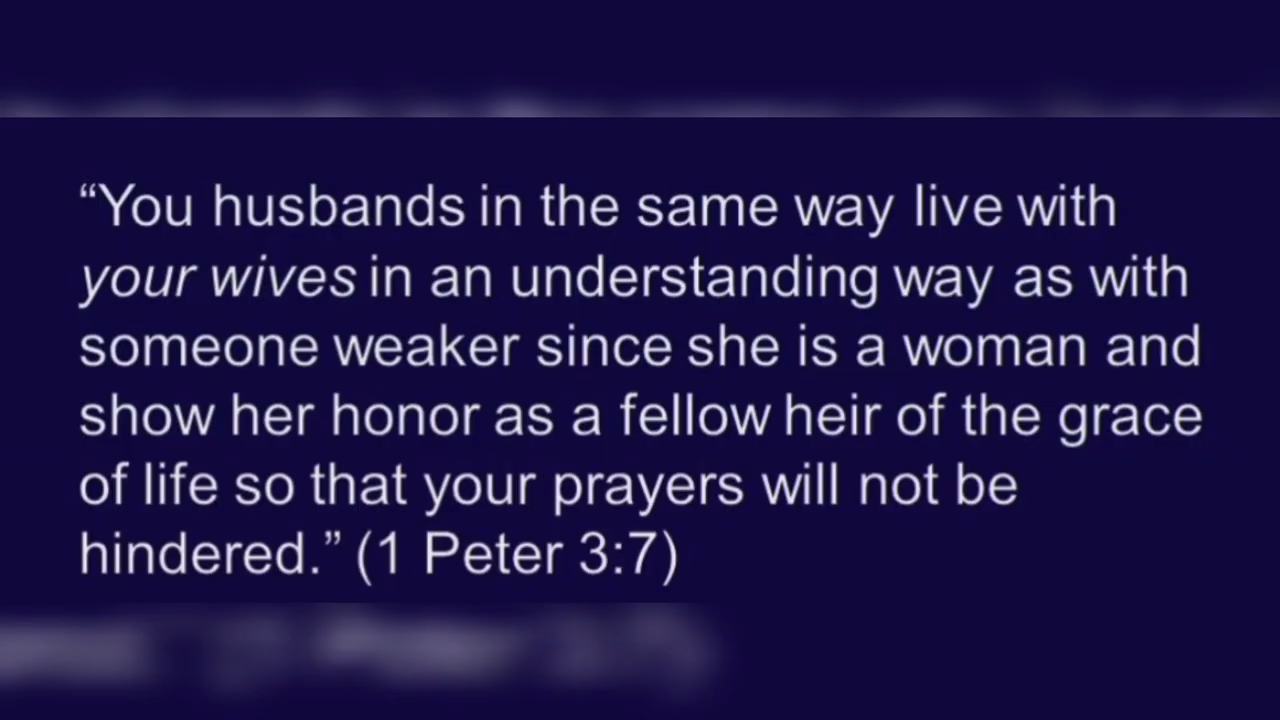 “You husbands in the same way live with
your wives in an understanding way as with
someone weaker since she is a woman and
show her honor as a fellow heir of the grace
of life so that your prayers will not be
hindered.” (1 Peter 3:7)